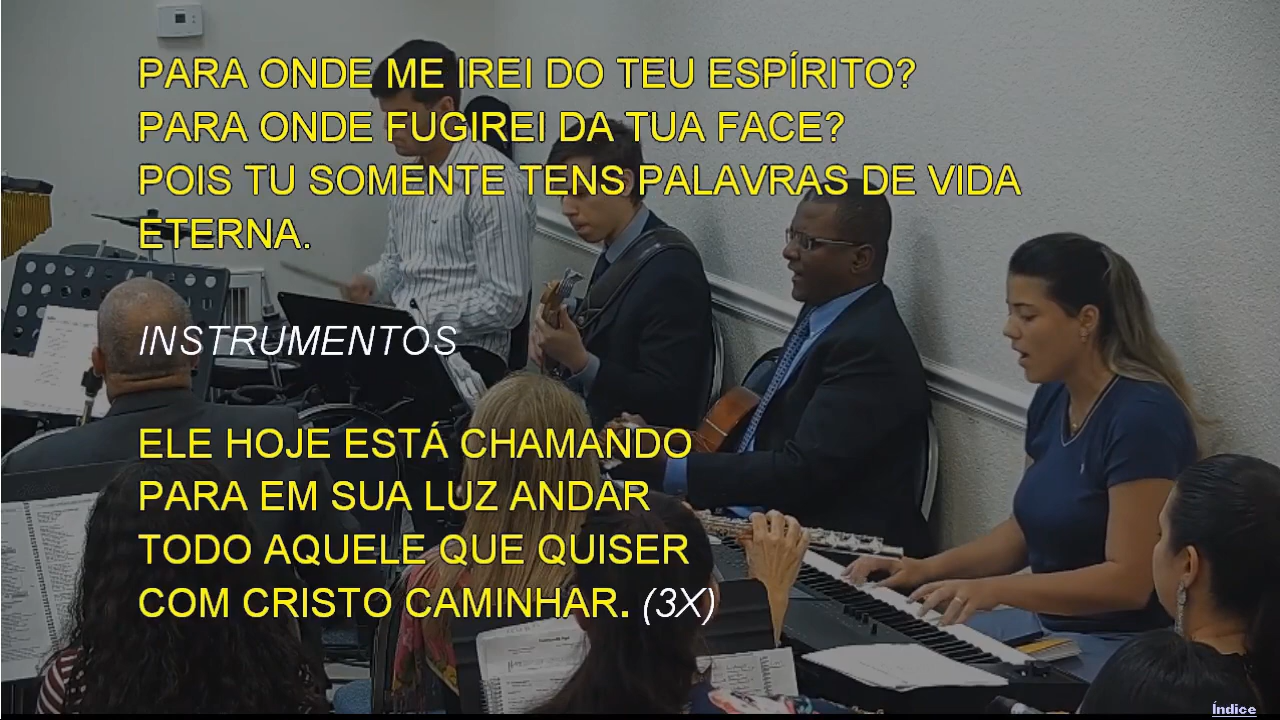 PARA ONDE ME IREI DO TEU ESPÍRITO?
PARA ONDE FUGIREI DA TUA FACE?
POIS TU SOMENTE TENS PALAVRAS DE VIDA
ETERNA.
INSTRUMENTOS
ELE HOJE ESTÁ CHAMANDO
PARA EM SUA LUZ ANDAR
TODO AQUELE QUE QUISER
COM CRISTO CAMINHAR. (3X)
Índice